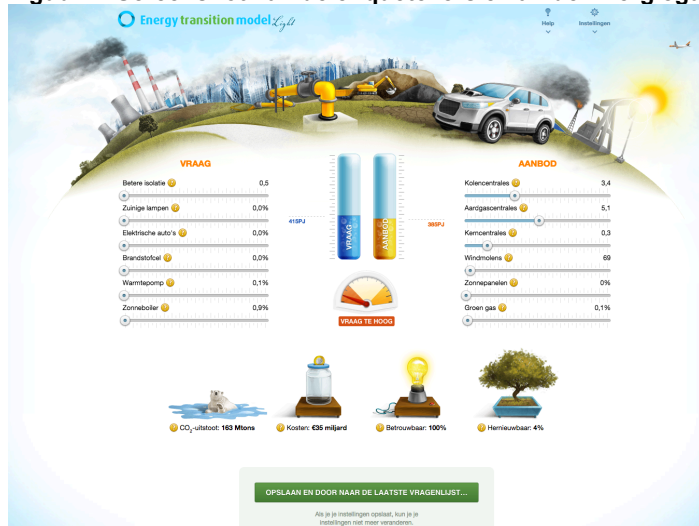 Energy transition model Light
Help
Instellingen
VRAAG
AANBOD
Betere isolatie 0,5
Zuinige lampen 0,0%
Elektrische auto's 0,0%
Brandstofcel 0,0%
Warmtepomp 0,1%
Zonneboiler 0,9%
415PJ
VRAAG
AANBOD
365PJ
VRAAG TE HOOG
Kolencentrales 3,4
Aardgascentrales 5,1
Kerncentrales 0,3
Windmolens 69
Zonnepanelen 0%
Groen gas 0,1%
CO2-uitstoot: 163 Mtons
Kosten: €35 miljard
Betrouwbaar: 100%
Hernieuwbaar: 4%
OPSLAAN EN DOOR NAAR DE LAATSTE VRAGENLIJST...
Als je je instellingen opslaat, kun je je
instellingen niet meer veranderen.